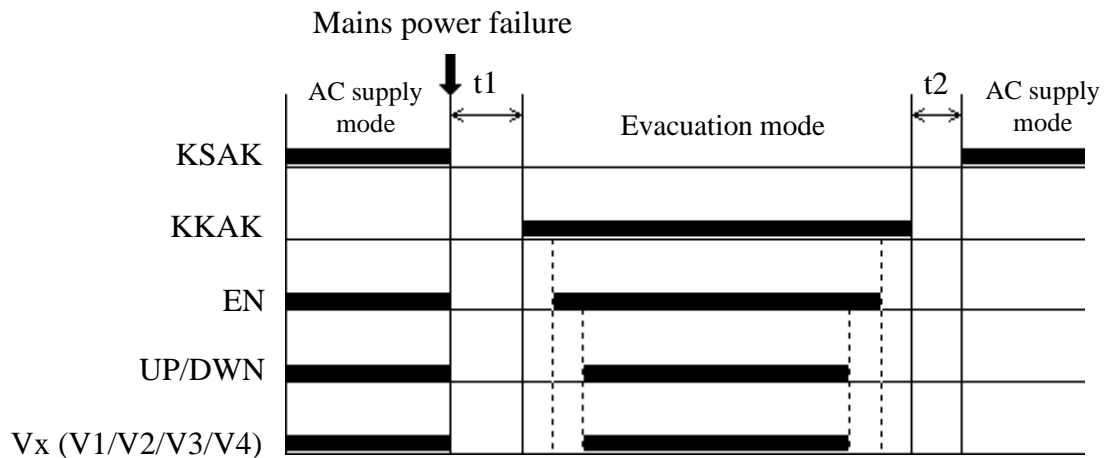 Mains power failure
AC supply
mode
t1
Evacuation mode
t2
AC supply
mode
KSAK
KKAK
EN
UP/DWN
Vx (V1/V2/V3/V4)